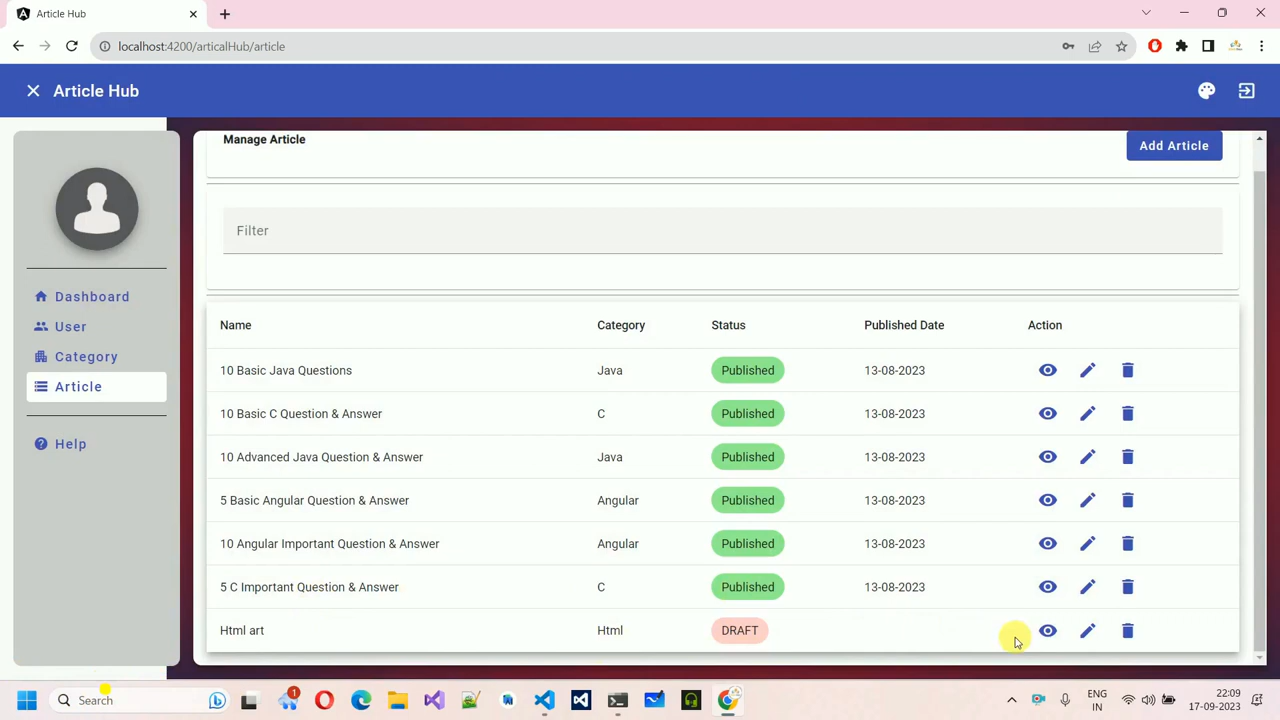 Article Hub
localhost:4200/articalHub/article
Article Hub
Manage Article
Add Article
Filter
Dashboard
User
Category
Article
Help
Name Category Status Published Date Action
10 Basic Java Questions Java Published 13-08-2023
10 Basic C Question & Answer C Published 13-08-2023
10 Advanced Java Question & Answer Java Published 13-08-2023
5 Basic Angular Question & Answer Angular Published 13-08-2023
10 Angular Important Question & Answer Angular Published 13-08-2023
5 C Important Question & Answer C Published 13-08-2023
Html art Html DRAFT
Search
1
ENG
IN
22:09
17-09-2023